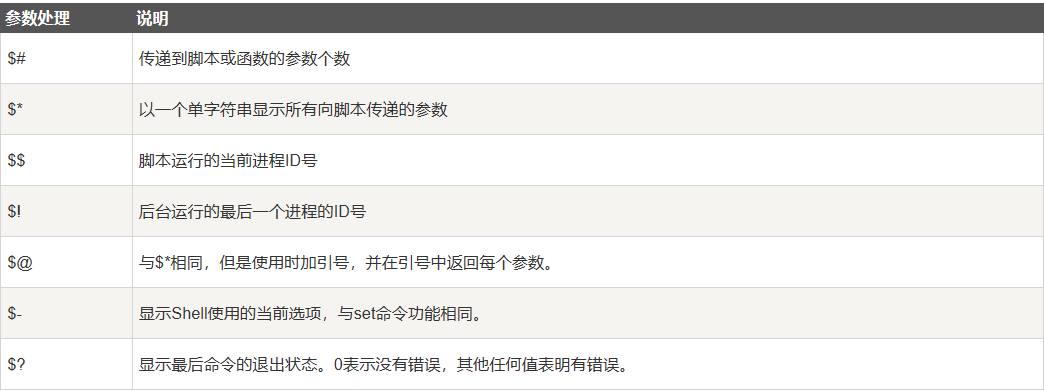 参数处理 说明
$# 传递到脚本或函数的参数个数
$* 以一个单字符串显示所有向脚本传递的参数
$$ 脚本运行的当前进程ID号
$! 后台运行的最后一个进程的ID号
$@ 与$*相同，但是使用时加引号，并在引号中返回每个参数。
$- 显示Shell使用的当前选项，与set命令功能相同。
$? 显示最后命令的退出状态。0表示没有错误，其他任何值表明有错误。